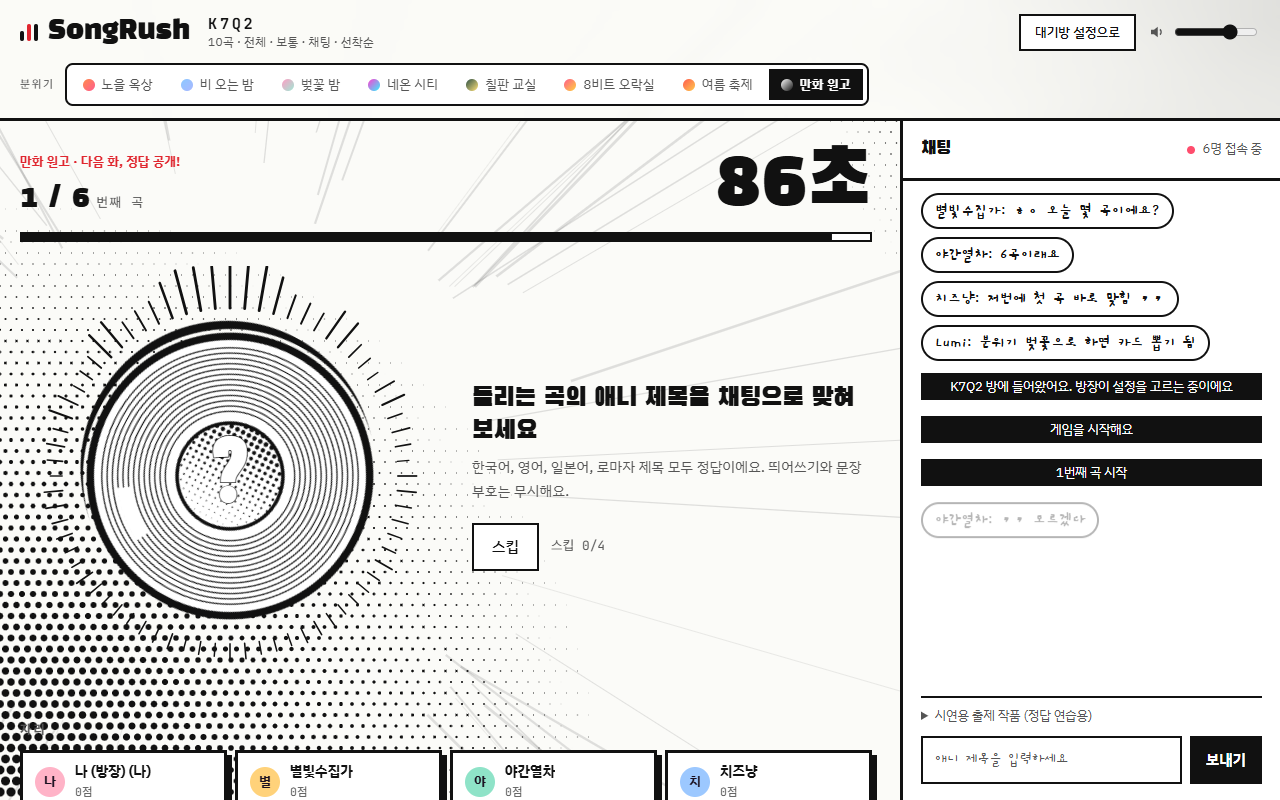 SongRush
K7Q2
10곡 · 전체 · 보통 · 채팅 · 선착순
대기방 설정으로
분위기
노을 옥상
비 오는 밤
벚꽃 밤
네온 시티
칠판 교실
8비트 오락실
여름 축제
만화 원고
만화 원고 · 다음 화, 정답 공개!
1 / 6 번째 곡
86초
?
들리는 곡의 애니 제목을 채팅으로 맞혀
보세요
한국어, 영어, 일본어, 로마자 제목 모두 정답이에요. 띄어쓰기와 문장
부호는 무시해요.
스킵
스킵 0/4
나
나 (방장) (나)
0점
별
별빛수집가
0점
야
야간열차
0점
치
치즈냥
0점
채팅
6명 접속 중
별빛수집가: ㅎㅇ 오늘 몇 곡이에요?
야간열차: 6곡이래요
치즈냥: 저번에 첫 곡 바로 맞힘
Lumi: 분위기 벚꽃으로 하면 카드 뽑기 됨
K7Q2 방에 들어왔어요. 방장이 설정을 고르는 중이에요
게임을 시작해요
1번째 곡 시작
야간열차: 모르겠다
시연용 출제 작품 (정답 연습용)
애니 제목을 입력하세요
보내기